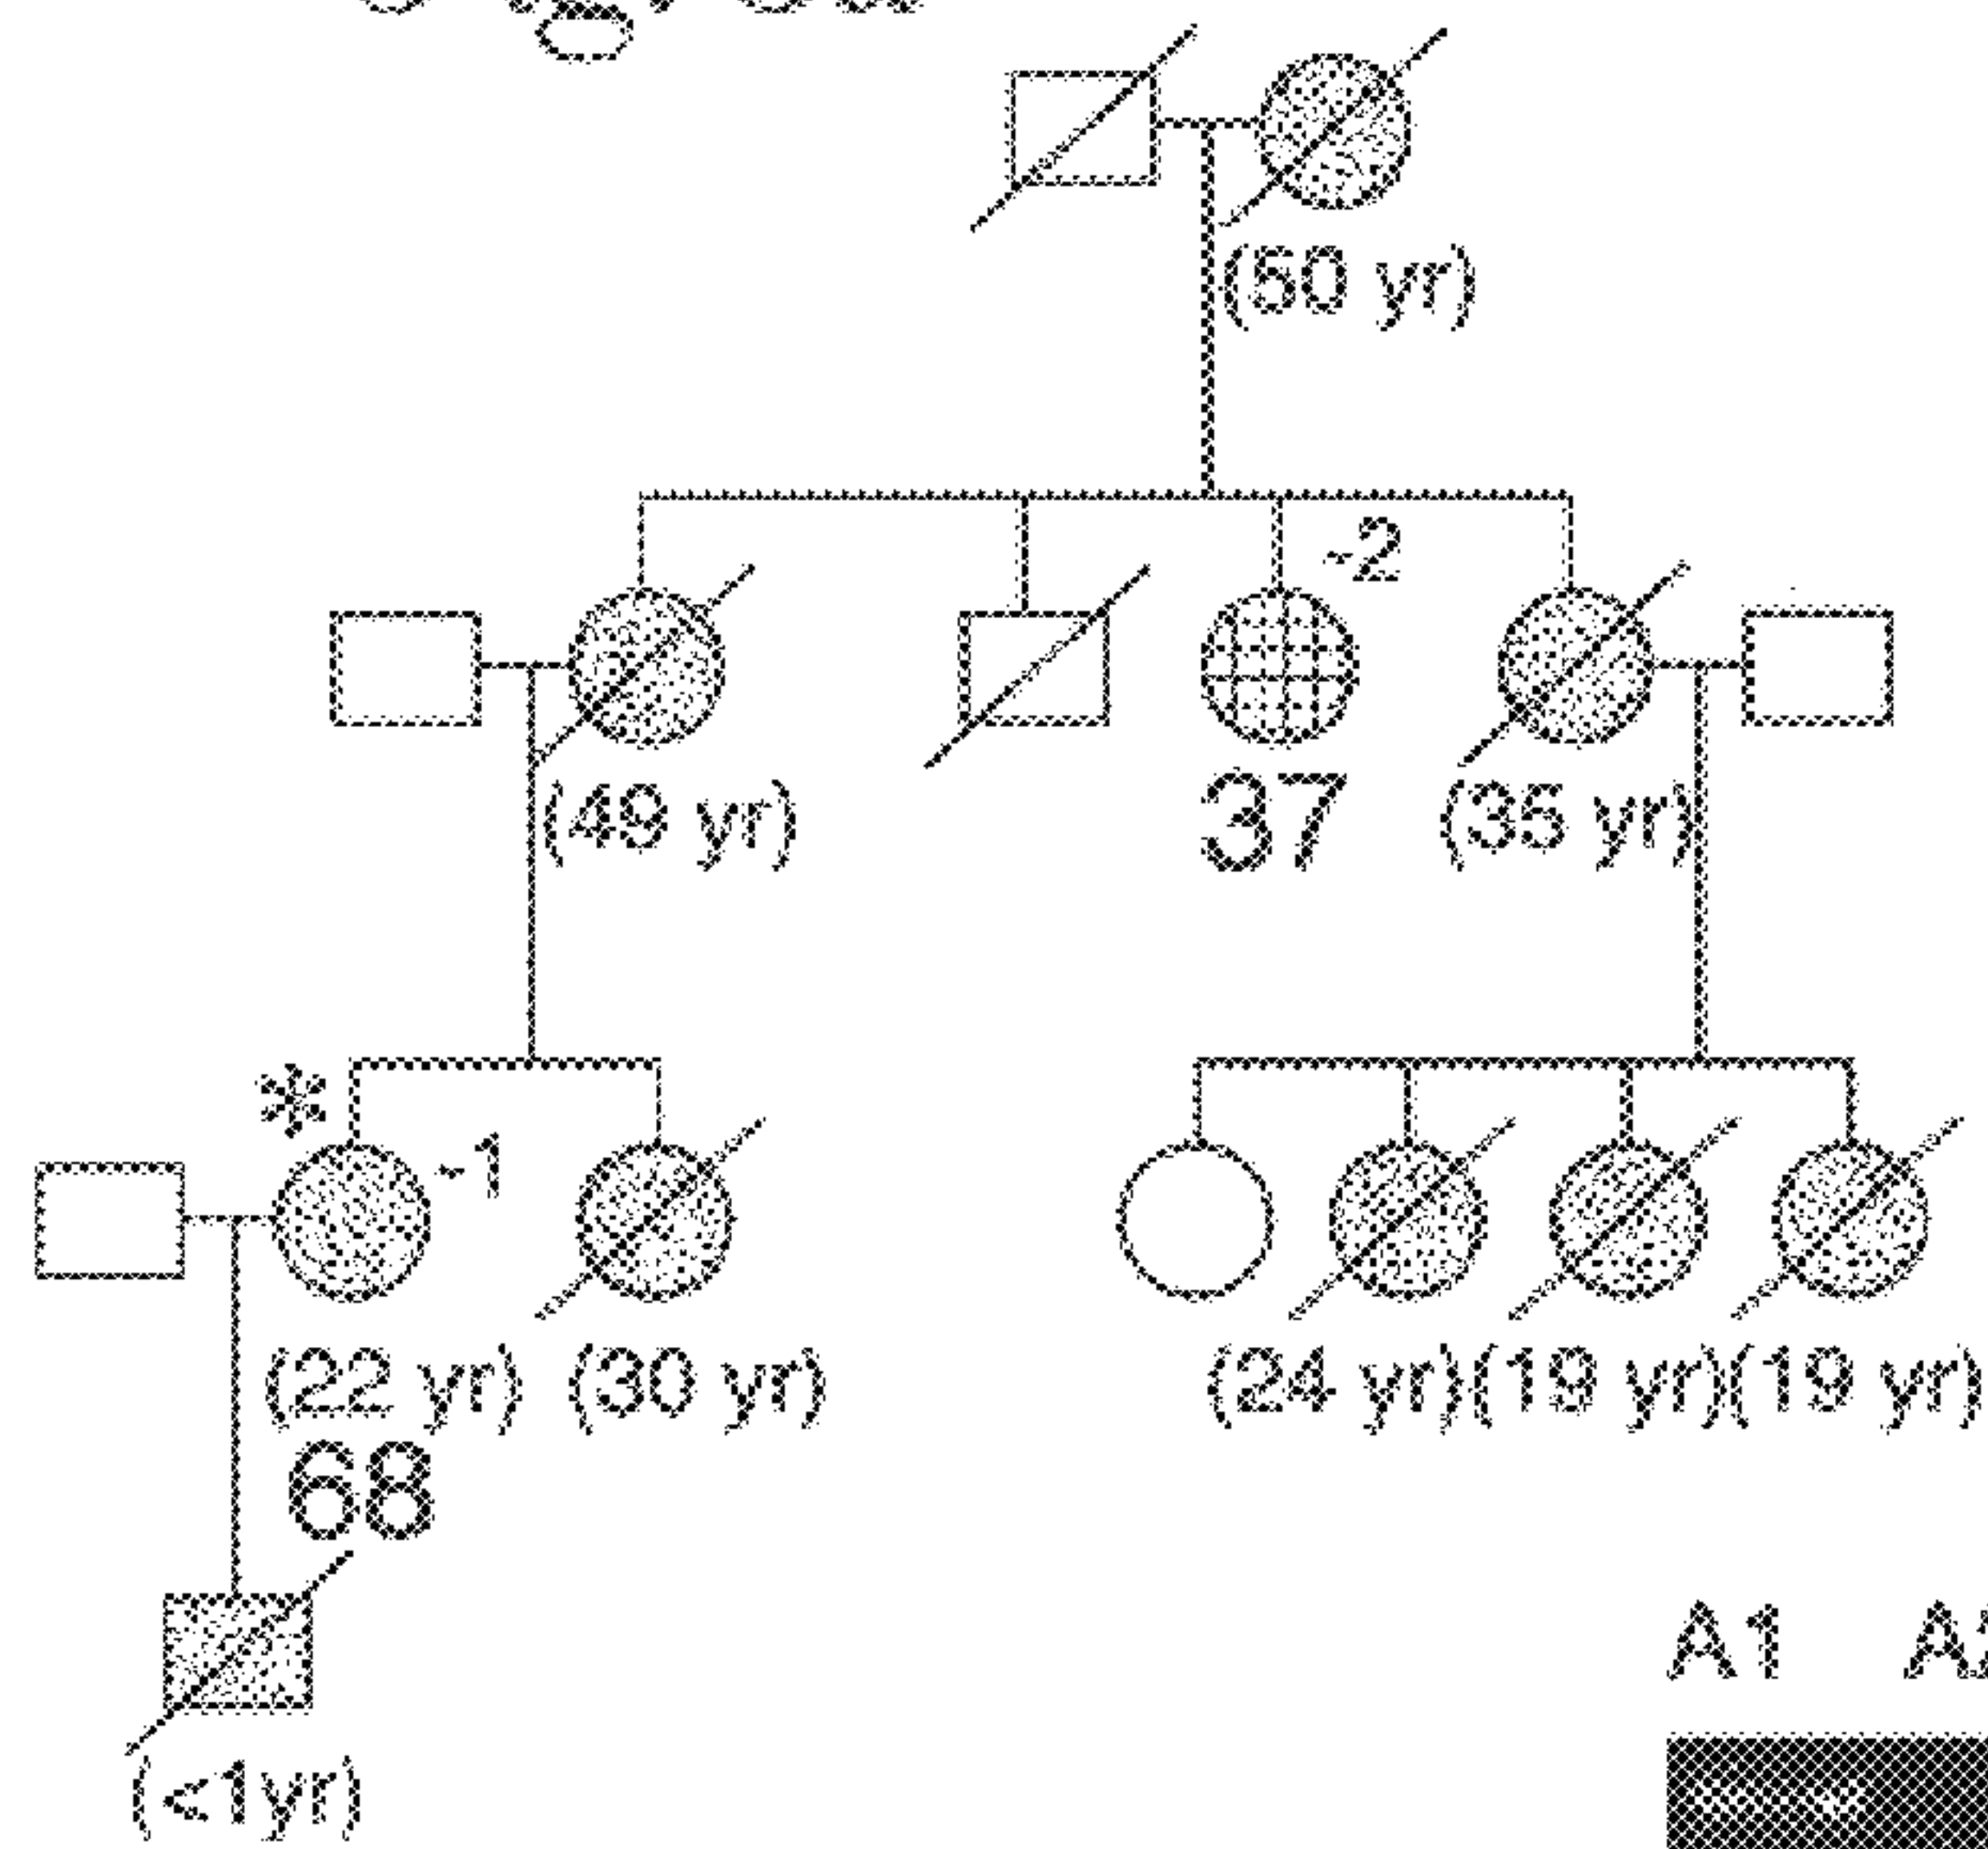 (50 yr)
-2
(49 yr) 37 (35 yr)
*
-1
(22 yr) (30 yr) (24 yr)(19 yr)(19 yr)
68
A1
(<1yr)